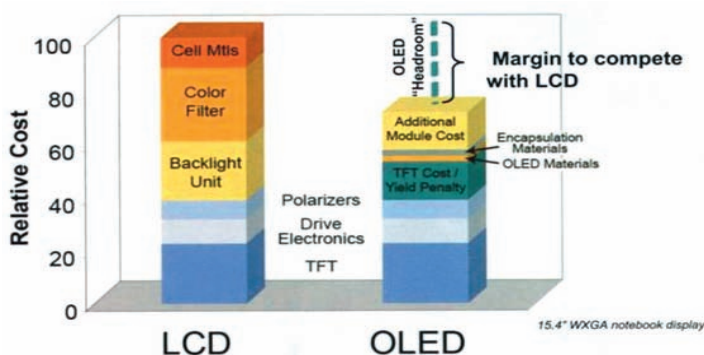 Relative Cost
100
80
60
40
20
0
Cell Mtls
Color
Filter
Backlight
Unit
Polarizers
Drive
Electronics
TFT
OLED
"Headroom"
Margin to compete
with LCD
Additional
Module Cost
Encapsulation
Materials
OLED Materials
TFT Cost /
Yield Penalty
LCD
OLED
15.4" WXGA notebook display